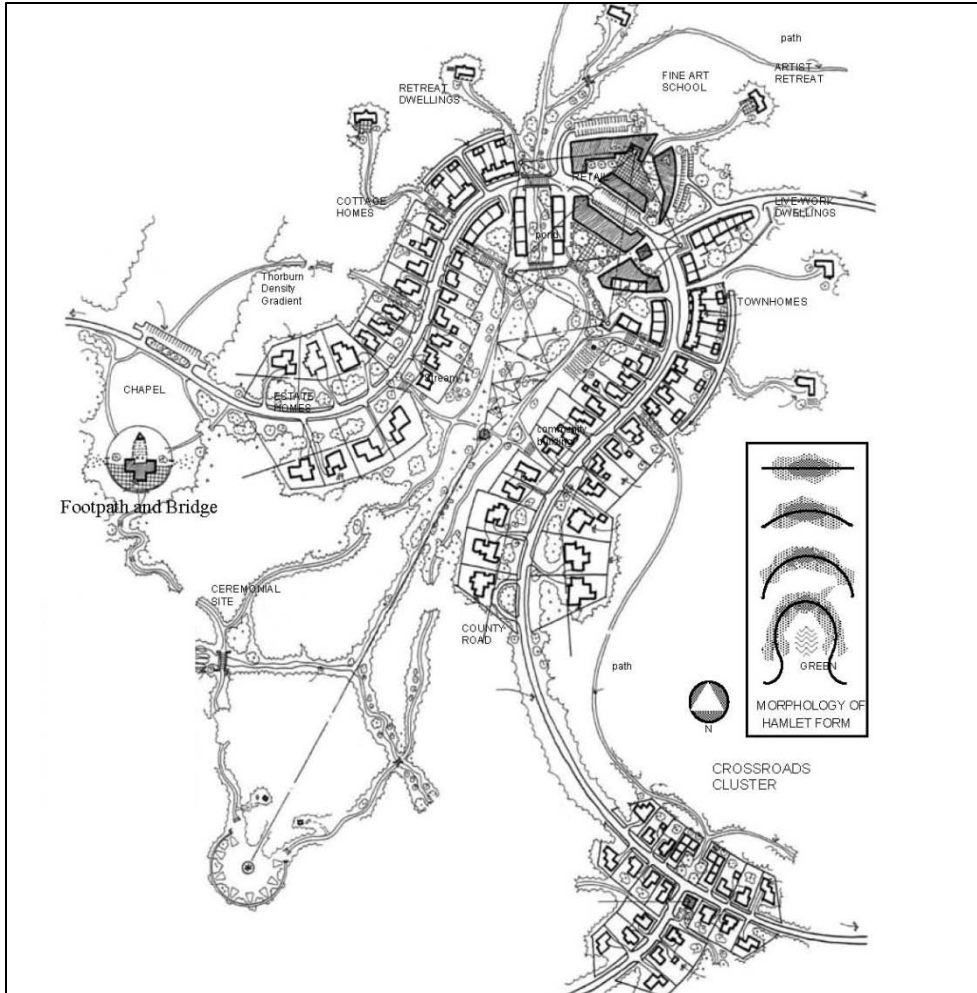 path
ARTIST
RETREAT
FINE ART
SCHOOL
RETREAT
DWELLINGS
RETAIL
COTTAGE
HOMES
LIVE-WORK
DWELLINGS
pond
Thorburn
Density
Gradient
TOWNHOMES
CHAPEL
ESTATE
HOMES
stream
community
building
Footpath and Bridge
CEREMONIAL
SITE
COUNTY
ROAD
path
GREEN
MORPHOLOGY OF
HAMLET FORM
N
CROSSROADS
CLUSTER